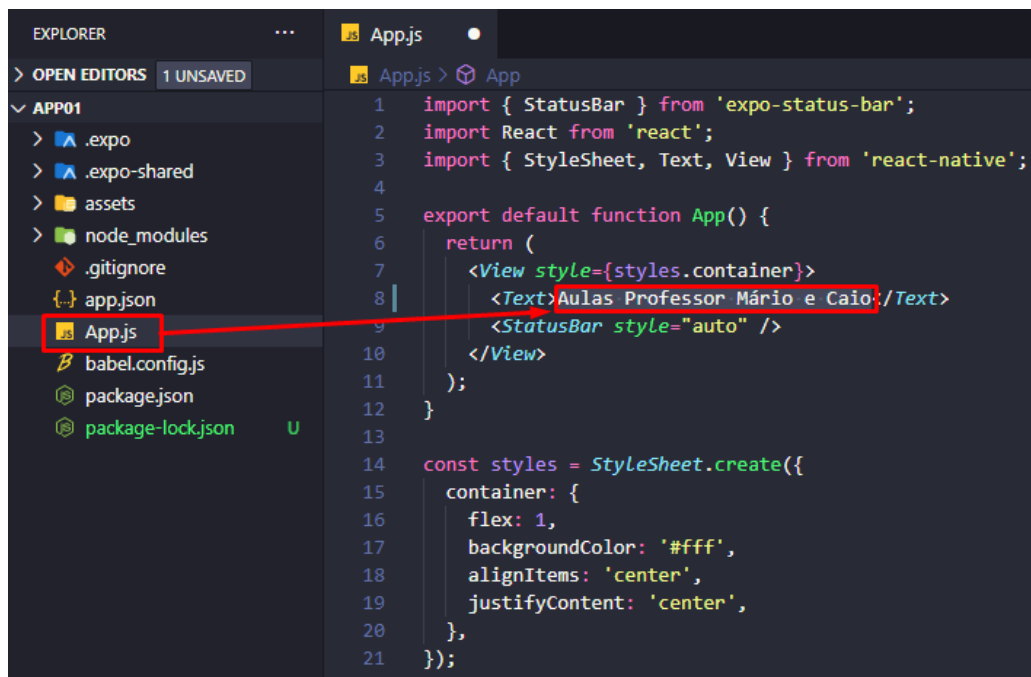 EXPLORER ...
OPEN EDITORS 1 UNSAVED
APP01
.expo
.expo-shared
assets
node_modules
.gitignore
{..} app.json
JS App.js
babel.config.js
package.json
package-lock.json U
JS App.js
JS App.js > App
1 import { StatusBar } from 'expo-status-bar';
2 import React from 'react';
3 import { StyleSheet, Text, View } from 'react-native';
4
5 export default function App() {
6 return (
7 <View style={styles.container}>
8 <Text>Aulas Professor Mário e Caio</Text>
9 <StatusBar style="auto" />
10 </View>
11 );
12 }
13
14 const styles = StyleSheet.create({
15 container: {
16 flex: 1,
17 backgroundColor: '#fff',
18 alignItems: 'center',
19 justifyContent: 'center',
20 },
21 });